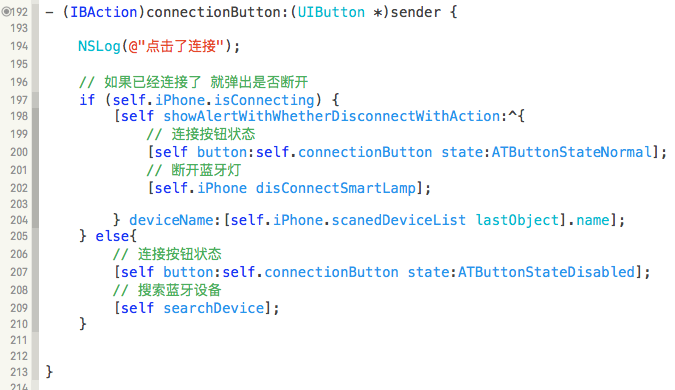 192 - (IBAction)connectionButton:(UIButton *)sender {
193
194 NSLog(@"点击了连接");
195
196 // 如果已经连接了 就弹出是否断开
197 if (self.iPhone.isConnecting) {
198 [self showAlertWithWhetherDisconnectWithAction:^{
199 // 连接按钮状态
200 [self button:self.connectionButton state:ATButtonStateNormal];
201 // 断开蓝牙灯
202 [self.iPhone disConnectSmartLamp];
203
204 } deviceName:[self.iPhone.scanedDeviceList lastObject].name];
205 } else{
206 // 连接按钮状态
207 [self button:self.connectionButton state:ATButtonStateDisabled];
208 // 搜索蓝牙设备
209 [self searchDevice];
210 }
211
212
213 }
214